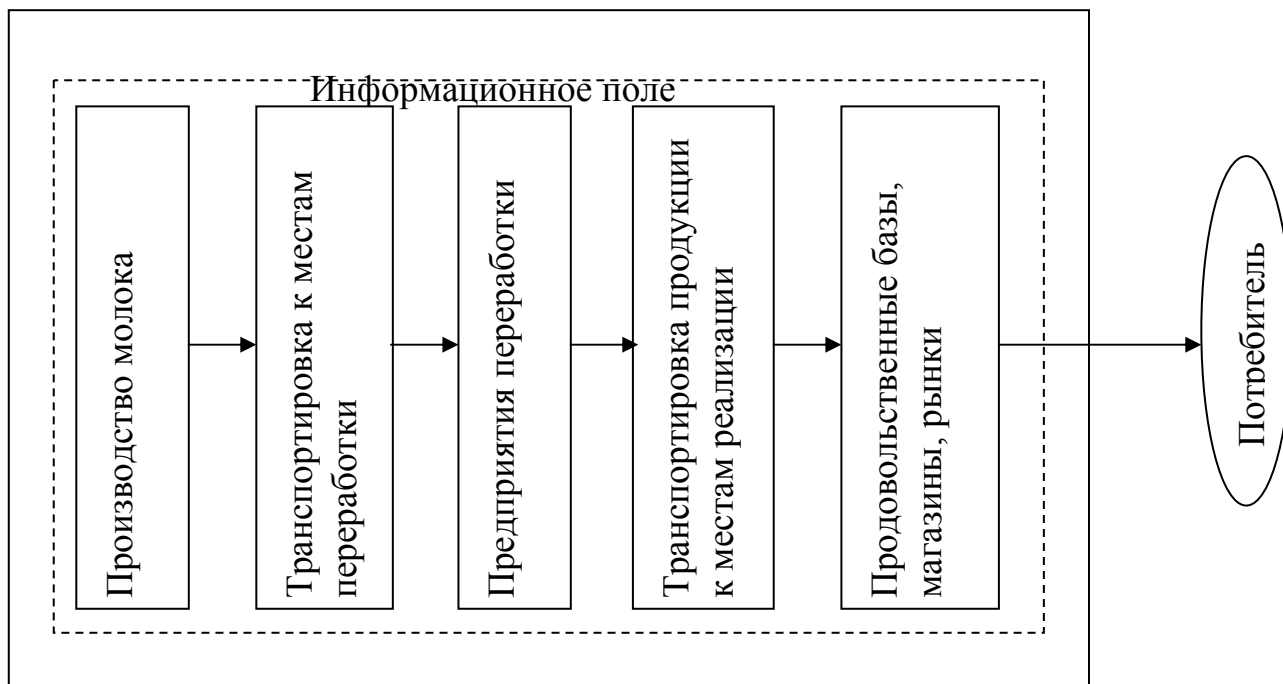 Информационное поле
Производство молока
Транспортировка к местам
переработки
Предприятия переработки
Транспортировка продукции
к местам реализации
Продовольственные базы,
магазины, рынки
Потребитель